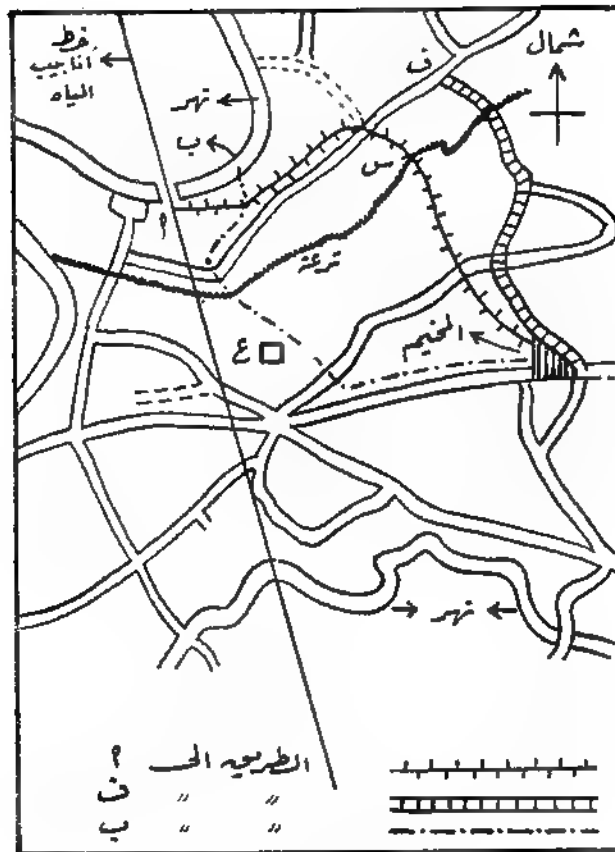 خط
أنابيب
المياه
نهر
ب
ف
شمال
س
م
ترعة
المخيم
ع
نهر
الطريق الى م
〃 〃 ف
〃 〃 ب